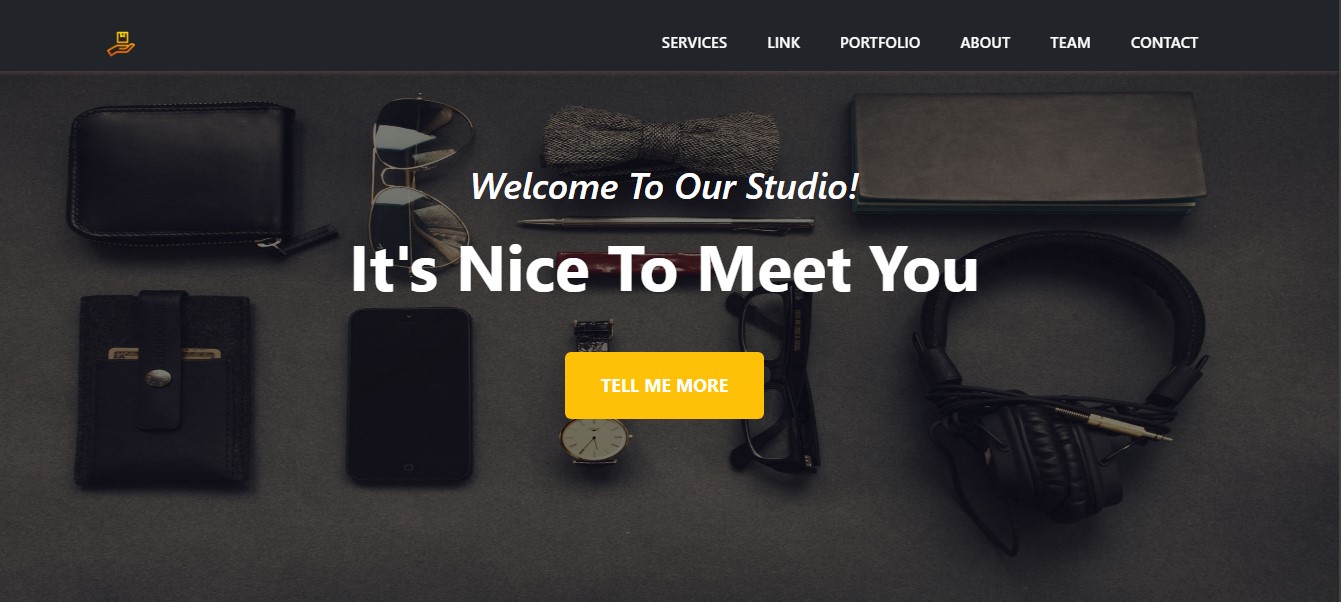 SERVICES LINK PORTFOLIO ABOUT TEAM CONTACT
Welcome To Our Studio!
It's Nice To Meet You
TELL ME MORE